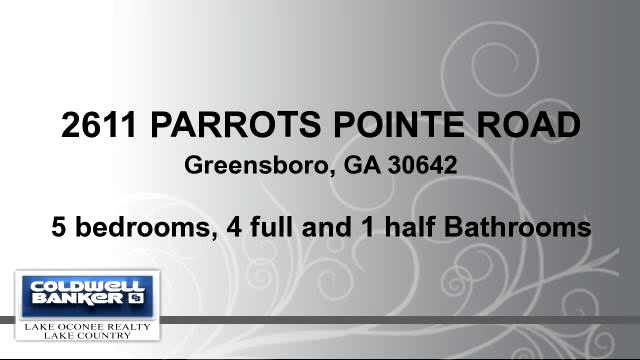 2611 PARROTS POINTE ROAD
Greensboro, GA 30642
5 bedrooms, 4 full and 1 half Bathrooms
COLDWELL
BANKER CB
LAKE OCONEE REALTY
LAKE COUNTRY